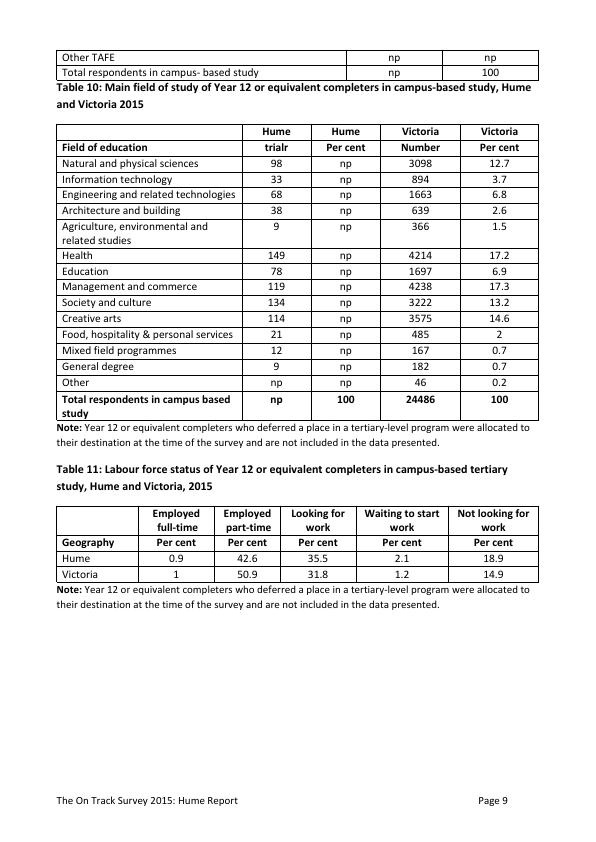 Other TAFE np np
Total respondents in campus- based study np 100
Table 10: Main field of study of Year 12 or equivalent completers in campus-based study, Hume
and Victoria 2015
Hume Hume Victoria Victoria
Field of education trialr Per cent Number Per cent
Natural and physical sciences 98 np 3098 12.7
Information technology 33 np 894 3.7
Engineering and related technologies 68 np 1663 6.8
Architecture and building 38 np 639 2.6
Agriculture, environmental and 9 np 366 1.5
related studies
Health 149 np 4214 17.2
Education 78 np 1697 6.9
Management and commerce 119 np 4238 17.3
Society and culture 134 np 3222 13.2
Creative arts 114 np 3575 14.6
Food, hospitality & personal services 21 np 485 2
Mixed field programmes 12 np 167 0.7
General degree 9 np 182 0.7
Other np np 46 0.2
Total respondents in campus based np 100 24486 100
study
Note: Year 12 or equivalent completers who deferred a place in a tertiary-level program were allocated to
their destination at the time of the survey and are not included in the data presented.
Table 11: Labour force status of Year 12 or equivalent completers in campus-based tertiary
study, Hume and Victoria, 2015
Employed Employed Looking for Waiting to start Not looking for
full-time part-time work work work
Geography Per cent Per cent Per cent Per cent Per cent
Hume 0.9 42.6 35.5 2.1 18.9
Victoria 1 50.9 31.8 1.2 14.9
Note: Year 12 or equivalent completers who deferred a place in a tertiary-level program were allocated to
their destination at the time of the survey and are not included in the data presented.
The On Track Survey 2015: Hume Report Page 9